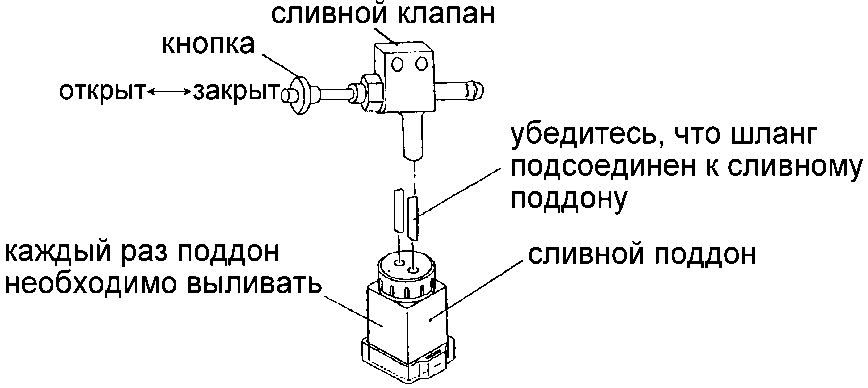 сливной клапан
кнопка
открыт↔закрыт
убедитесь, что шланг
подсоединен к сливному
поддону
каждый раз поддон
необходимо выливать
сливной поддон